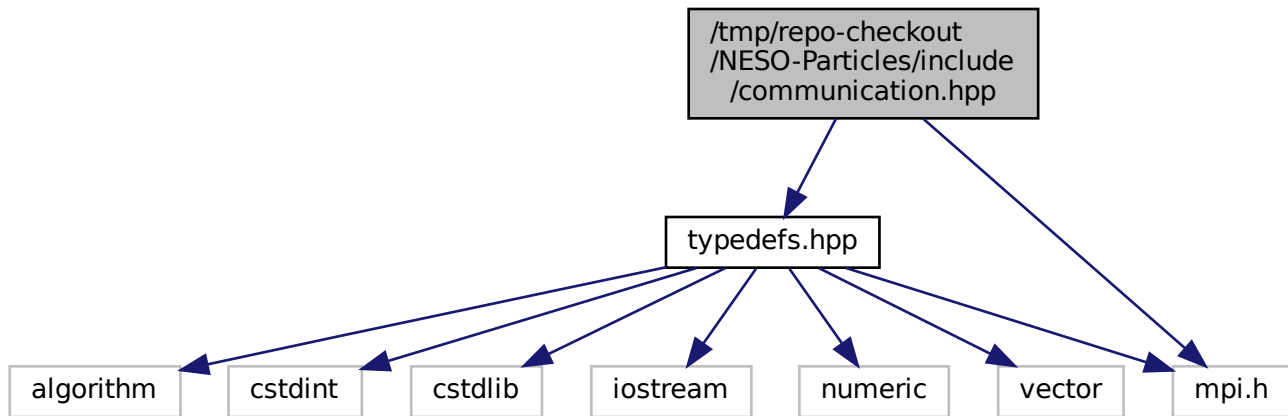 /tmp/repo-checkout
/NESO-Particles/include
/communication.hpp
typedefs.hpp
algorithm
cstdint
cstdlib
iostream
numeric
vector
mpi.h